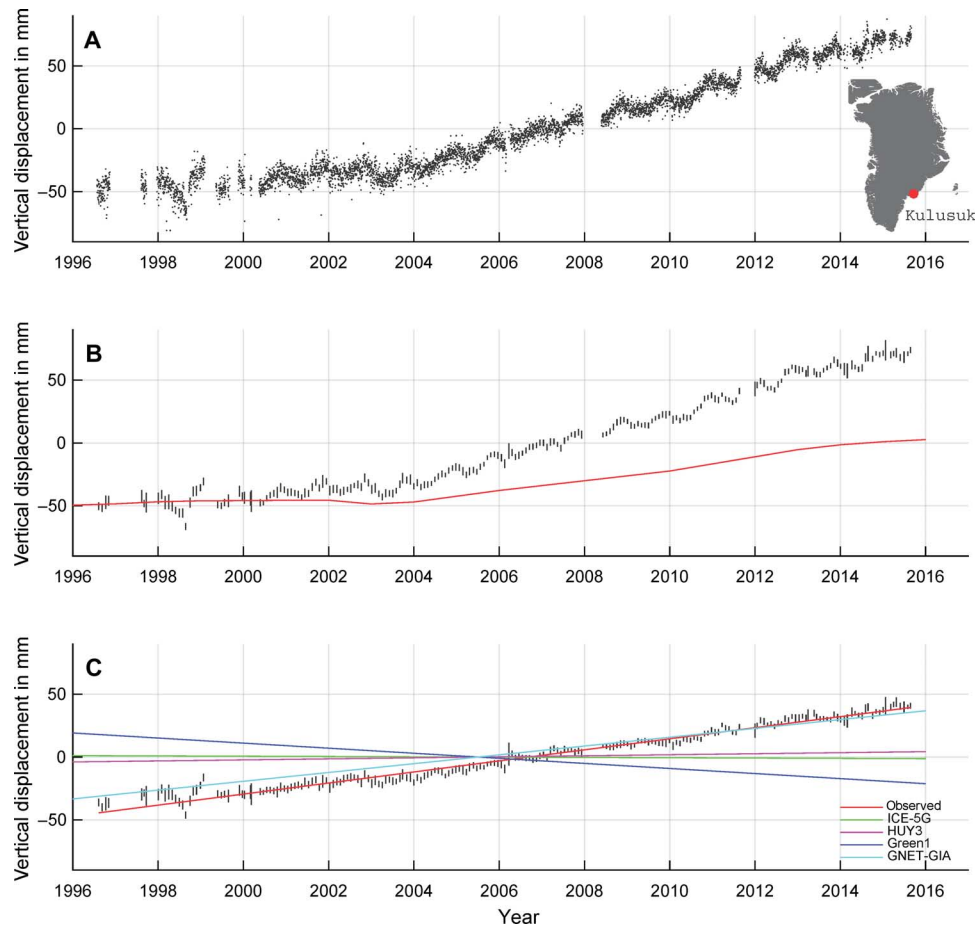 A
Vertical displacement in mm
50
0
−50
Kulusuk
1996 1998 2000 2002 2004 2006 2008 2010 2012 2014 2016
B
Vertical displacement in mm
50
0
−50
1996 1998 2000 2002 2004 2006 2008 2010 2012 2014 2016
C
Vertical displacement in mm
50
0
−50
Observed
ICE-5G
HUY3
Green1
GNET-GIA
1996 1998 2000 2002 2004 2006 2008 2010 2012 2014 2016
Year